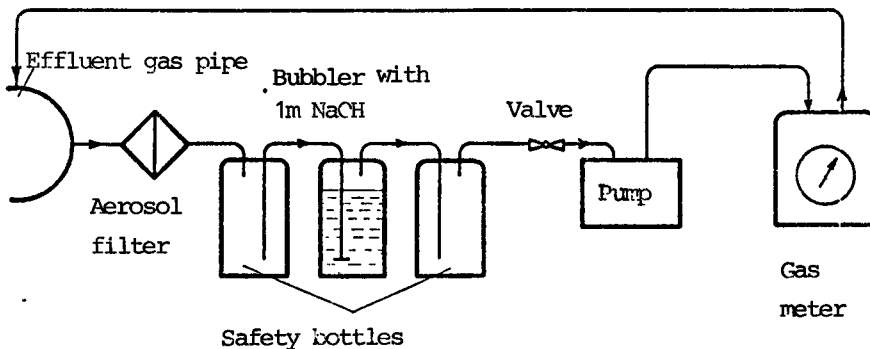 Effluent gas pipe
Bubbler with
1m NaCH
Valve
Pump
Aerosol
filter
Gas
meter
Safety bottles